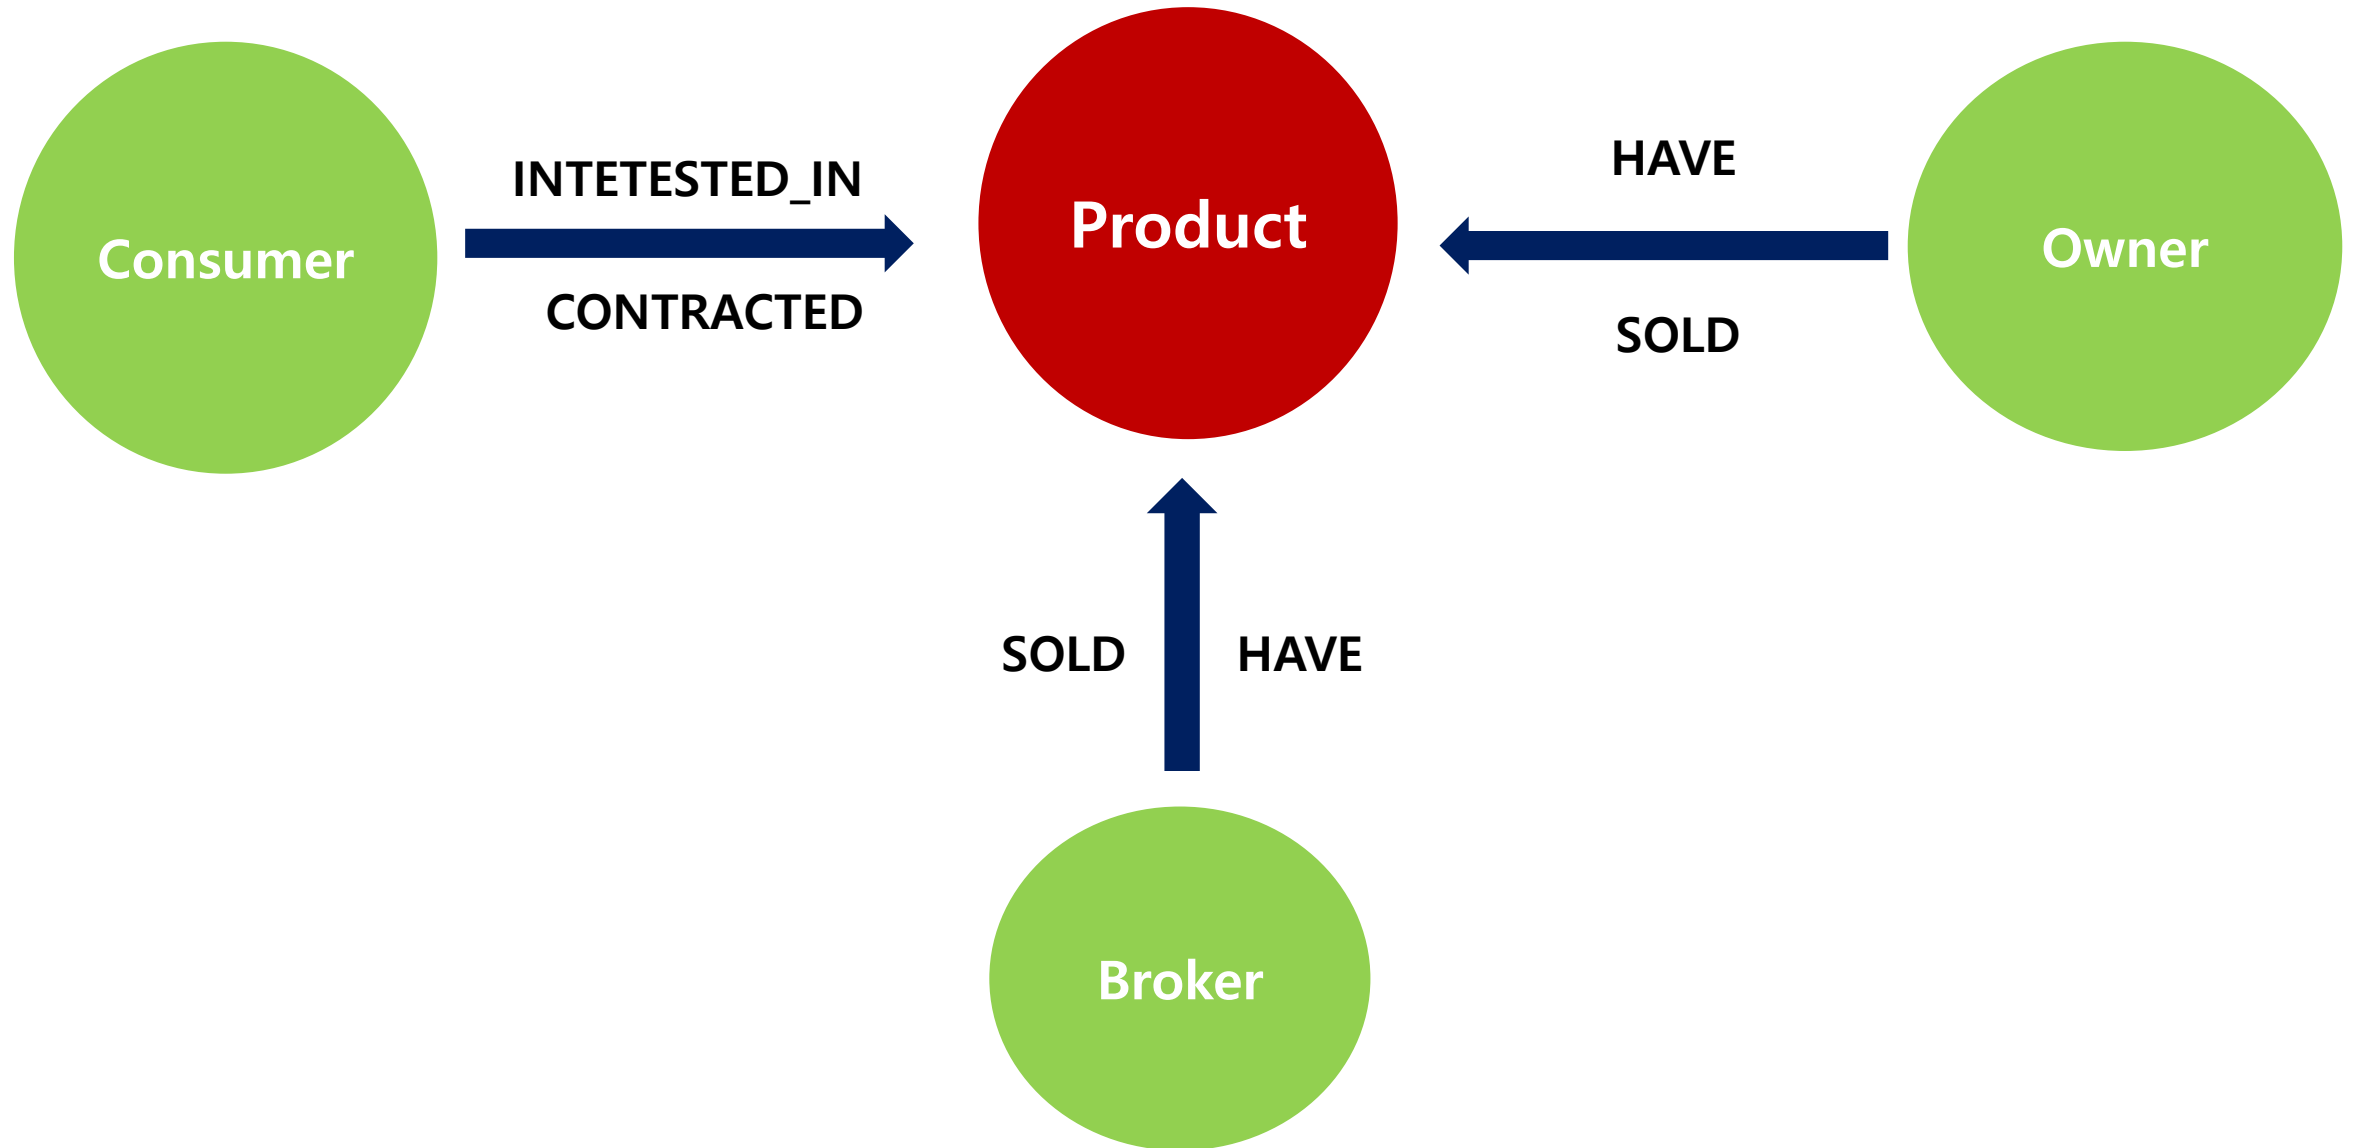 Consumer
INTETESTED_IN
CONTRACTED
Product
HAVE
SOLD
Owner
SOLD
HAVE
Broker